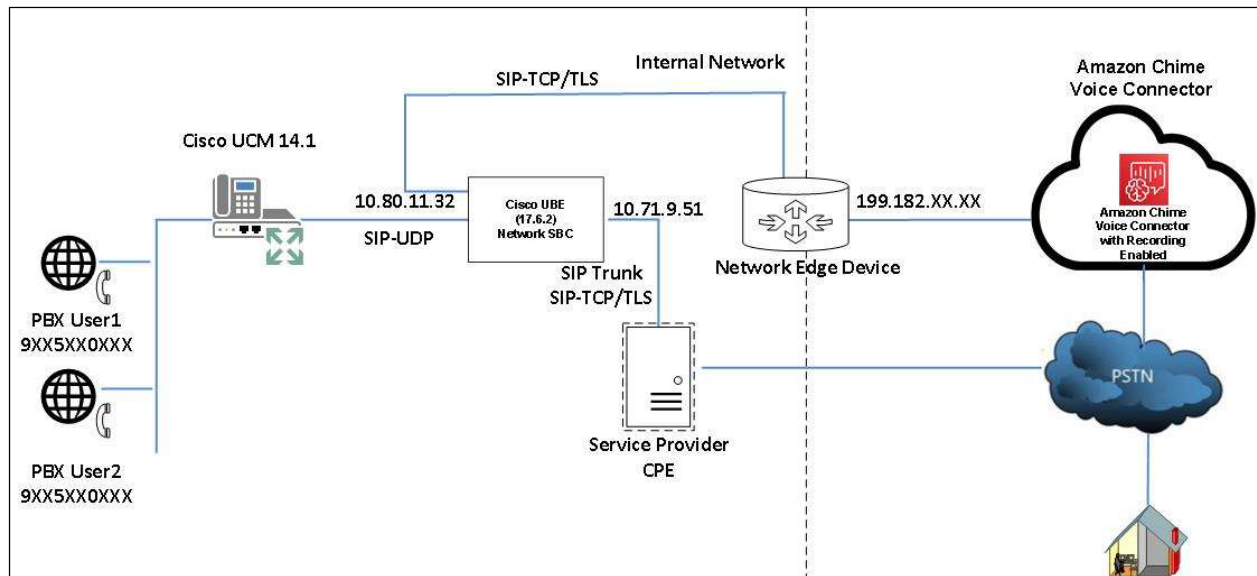 Internal Network
SIP-TCP/TLS
Amazon Chime
Voice Connector
Cisco UCM 14.1
10.80.11.32
SIP-UDP
Cisco UBE
(17.6.2)
Network SBC
10.71.9.51
199.182.XX.XX
Amazon Chime
Voice Connector
with Recording
Enabled
Network Edge Device
SIP Trunk
SIP-TCP/TLS
PBX User1
9XX5XX0XXX
PSTN
Service Provider
CPE
PBX User2
9XX5XX0XXX